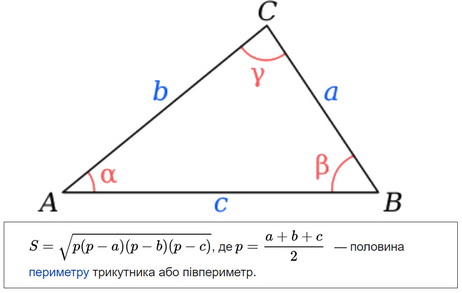 C
b
γ
a
α
β
A
c
B
S = √p(p − a)(p − b)(p − c), де p = (a + b + c)/2 — половина
периметру трикутника або півпериметр.